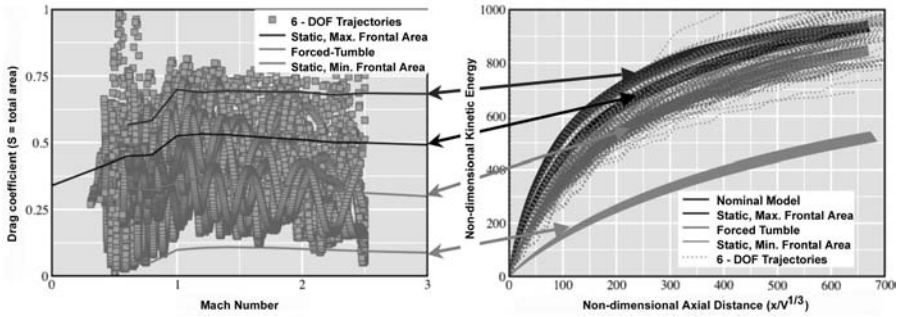 6 - DOF Trajectories
Static, Max. Frontal Area
Forced-Tumble
Static, Min. Frontal Area
Drag coefficient (S = total area)
1
0.75
0.5
0.25
0
0
1
2
3
Mach Number
Non-dimensional Kinetic Energy
1000
800
600
400
200
0
Nominal Model
Static, Max. Frontal Area
Forced Tumble
Static, Min. Frontal Area
6 - DOF Trajectories
0
100
200
300
400
500
600
700
Non-dimensional Axial Distance (x/V^1/3)